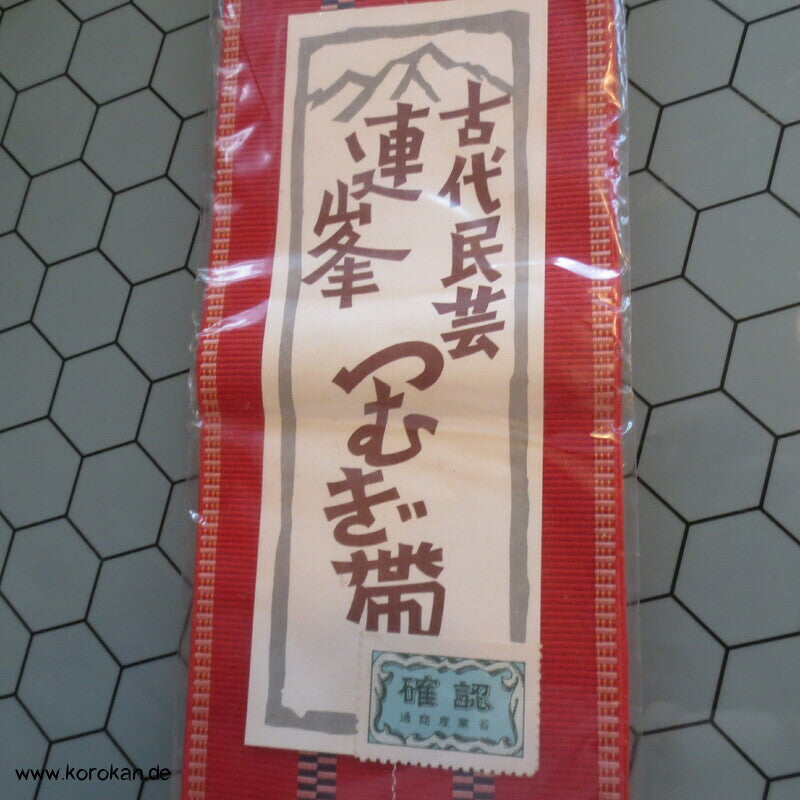 古代民芸
連峯
つむぎ帯
確認
通商産業省
www.korokan.de